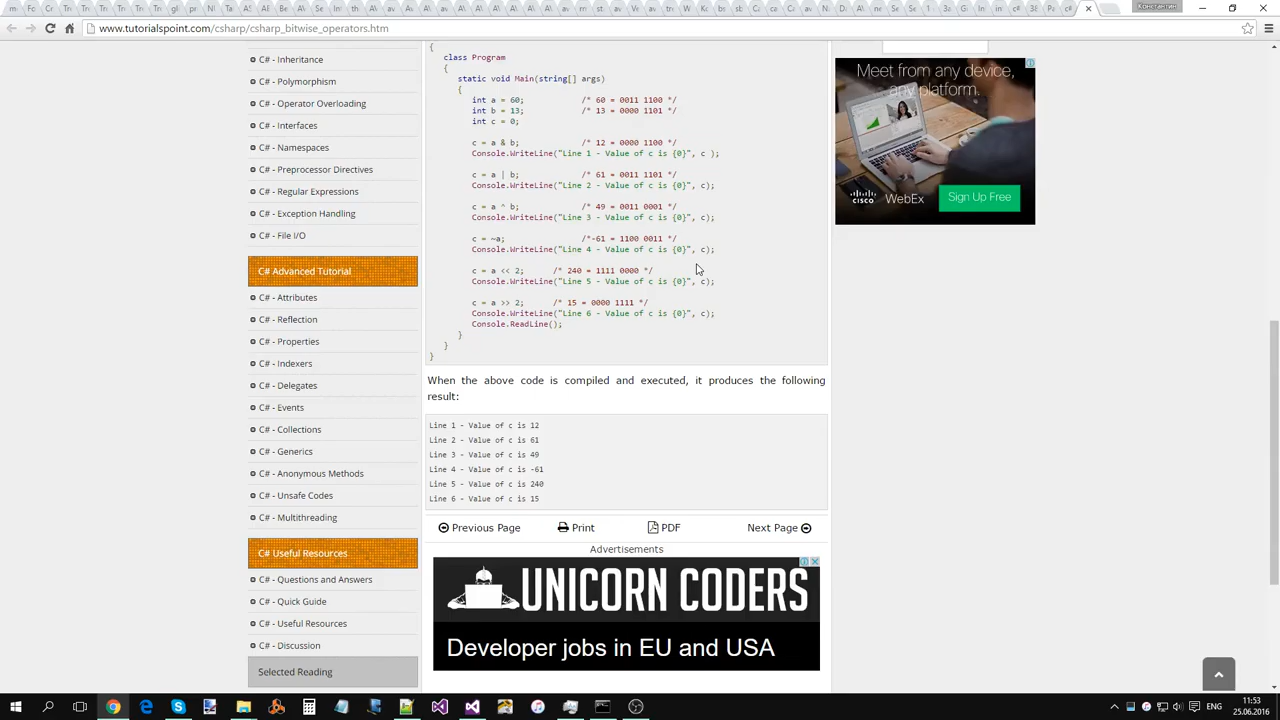 Константин
www.tutorialspoint.com/csharp/csharp_bitwise_operators.htm
C# - Inheritance
C# - Polymorphism
C# - Operator Overloading
C# - Interfaces
C# - Namespaces
C# - Preprocessor Directives
C# - Regular Expressions
C# - Exception Handling
C# - File I/O
C# Advanced Tutorial
C# - Attributes
C# - Reflection
C# - Properties
C# - Indexers
C# - Delegates
C# - Events
C# - Collections
C# - Generics
C# - Anonymous Methods
C# - Unsafe Codes
C# - Multithreading
C# Useful Resources
C# - Questions and Answers
C# - Quick Guide
C# - Useful Resources
C# - Discussion
Selected Reading
{
class Program
{
static void Main(string[] args)
{
int a = 60; /* 60 = 0011 1100 */
int b = 13; /* 13 = 0000 1101 */
int c = 0;
c = a & b; /* 12 = 0000 1100 */
Console.WriteLine("Line 1 - Value of c is {0}", c );
c = a | b; /* 61 = 0011 1101 */
Console.WriteLine("Line 2 - Value of c is {0}", c);
c = a ^ b; /* 49 = 0011 0001 */
Console.WriteLine("Line 3 - Value of c is {0}", c);
c = ~a; /*-61 = 1100 0011 */
Console.WriteLine("Line 4 - Value of c is {0}", c);
c = a << 2; /* 240 = 1111 0000 */
Console.WriteLine("Line 5 - Value of c is {0}", c);
c = a >> 2; /* 15 = 0000 1111 */
Console.WriteLine("Line 6 - Value of c is {0}", c);
Console.ReadLine();
}
}
}
When the above code is compiled and executed, it produces the following
result:
Line 1 - Value of c is 12
Line 2 - Value of c is 61
Line 3 - Value of c is 49
Line 4 - Value of c is -61
Line 5 - Value of c is 240
Line 6 - Value of c is 15
Previous Page
Print
PDF
Next Page
Advertisements
UNICORN CODERS
Developer jobs in EU and USA
Meet from any device,
any platform.
CISCO WebEx
Sign Up Free
ENG
11:53
25.06.2016